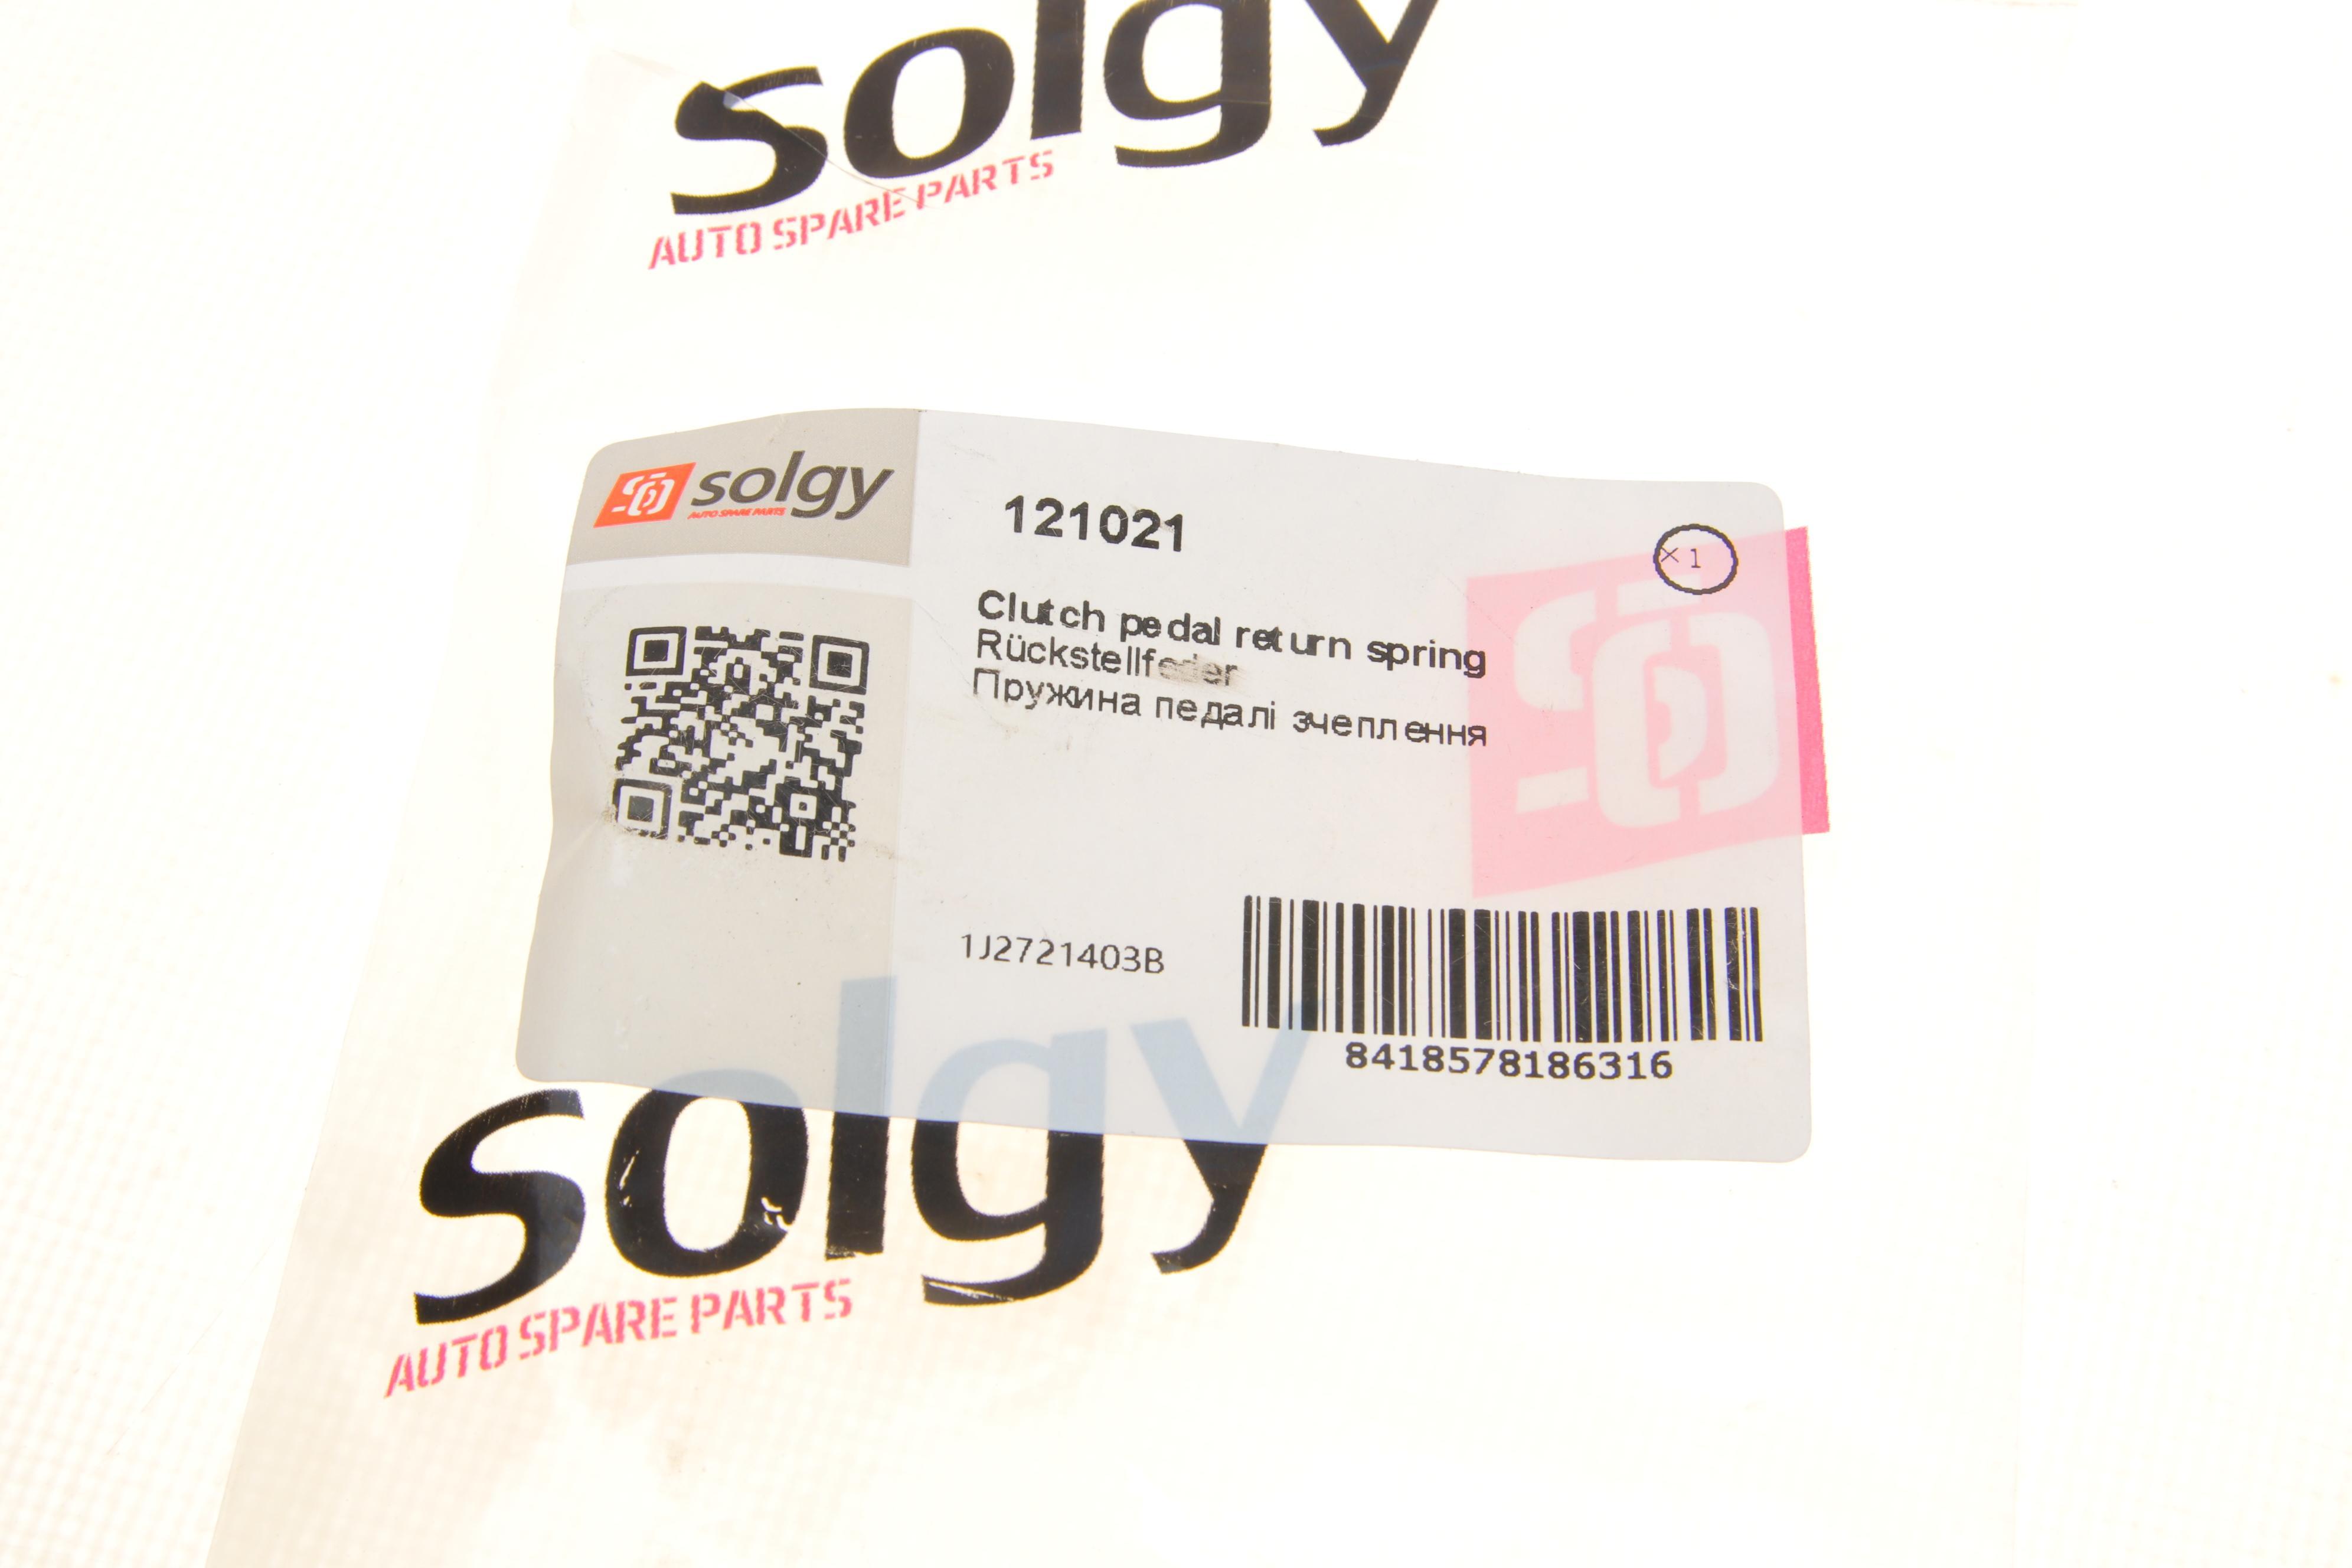 solgy
AUTO SPARE PARTS
solgy
AUTO SPARE PARTS
121021
×1
Clutch pedal return spring
Rückstellfeder
Пружина педалі зчеплення
1J2721403B
8418578186316
solgy
AUTO SPARE PARTS